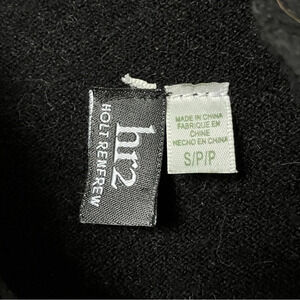 hr2
HOLT RENFREW
MADE IN CHINA
FABRIQUÉ EN
CHINE
HECHO EN CHINA
S/P/P